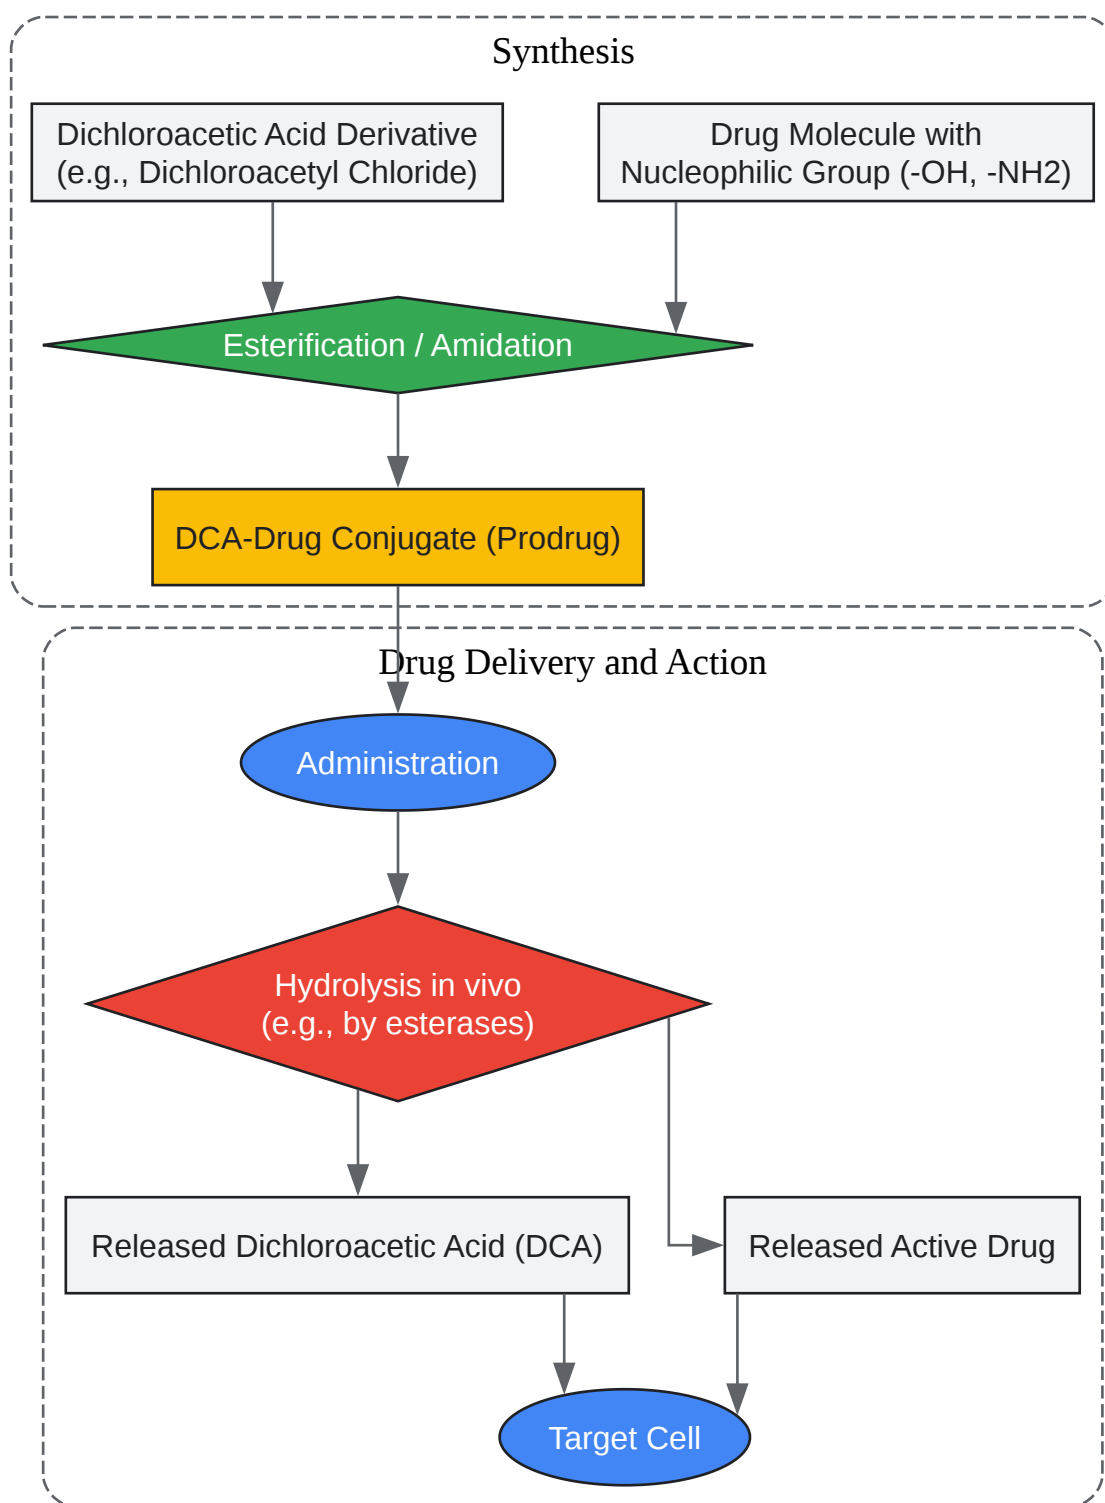 Synthesis
Dichloroacetic Acid Derivative
(e.g., Dichloroacetyl Chloride)
Drug Molecule with
Nucleophilic Group (-OH, -NH2)
Esterification / Amidation
DCA-Drug Conjugate (Prodrug)
Drug Delivery and Action
Administration
Hydrolysis in vivo
(e.g., by esterases)
Released Dichloroacetic Acid (DCA)
Released Active Drug
Target Cell